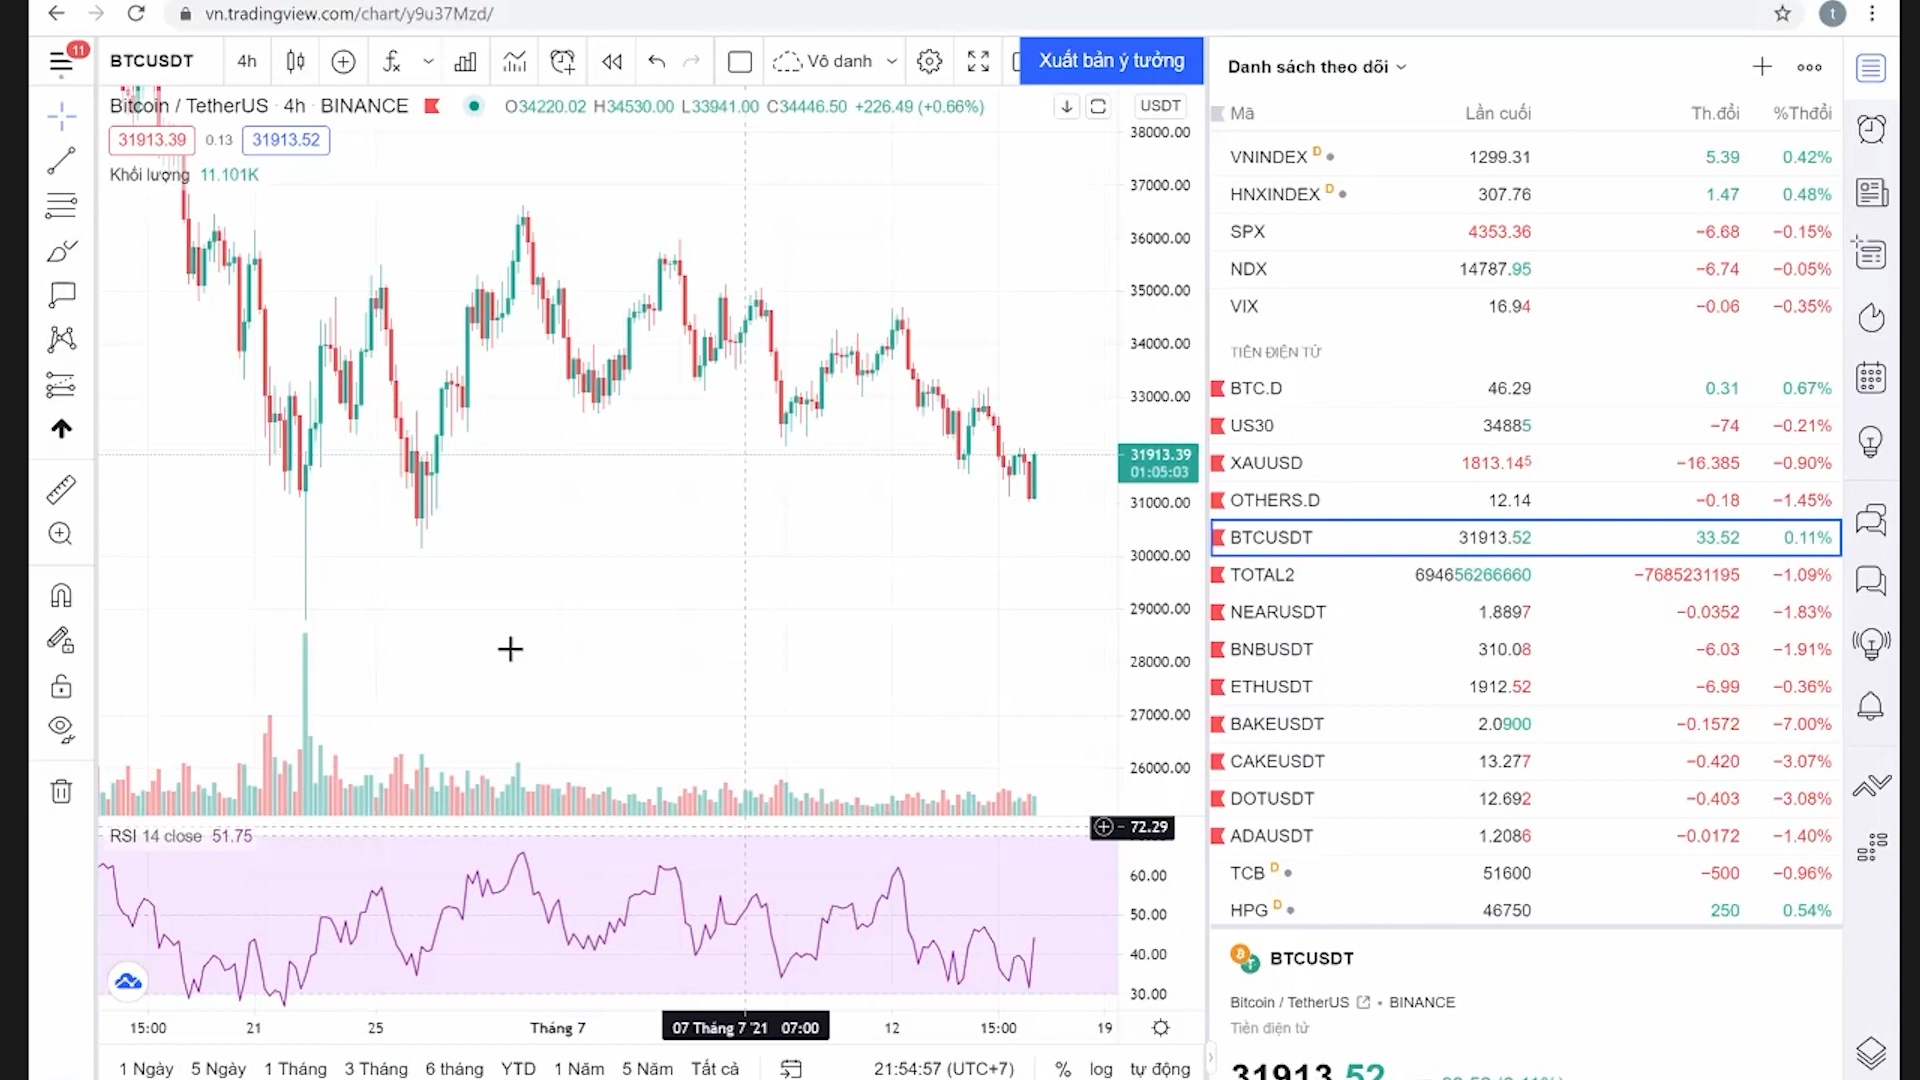 vn.tradingview.com/chart/y9u37Mzd/
t
11
BTCUSDT 4h Vô danh Xuất bản ý tưởng
Bitcoin / TetherUS · 4h · BINANCE O34220.02 H34530.00 L33941.00 C34446.50 +226.49 (+0.66%)
31913.39 0.13 31913.52
Khối lượng 11.101K
USDT
38000.00
37000.00
36000.00
35000.00
34000.00
33000.00
31913.39
01:05:03
31000.00
30000.00
29000.00
28000.00
27000.00
26000.00
RSI 14 close 51.75
72.29
60.00
50.00
40.00
30.00
15:00 21 25 Tháng 7 07 Tháng 7 '21 07:00 12 15:00 19
1 Ngày 5 Ngày 1 Tháng 3 Tháng 6 tháng YTD 1 Năm 5 Năm Tất cả 21:54:57 (UTC+7) % log tự động
Danh sách theo dõi
Mã Lần cuối Th.đổi %Thđổi
VNINDEX D 1299.31 5.39 0.42%
HNXINDEX D 307.76 1.47 0.48%
SPX 4353.36 −6.68 −0.15%
NDX 14787.95 −6.74 −0.05%
VIX 16.94 −0.06 −0.35%
TIỀN ĐIỆN TỬ
BTC.D 46.29 0.31 0.67%
US30 34885 −74 −0.21%
XAUUSD 1813.145 −16.385 −0.90%
OTHERS.D 12.14 −0.18 −1.45%
BTCUSDT 31913.52 33.52 0.11%
TOTAL2 694656266660 −7685231195 −1.09%
NEARUSDT 1.8897 −0.0352 −1.83%
BNBUSDT 310.08 −6.03 −1.91%
ETHUSDT 1912.52 −6.99 −0.36%
BAKEUSDT 2.0900 −0.1572 −7.00%
CAKEUSDT 13.277 −0.420 −3.07%
DOTUSDT 12.692 −0.403 −3.08%
ADAUSDT 1.2086 −0.0172 −1.40%
TCB D 51600 −500 −0.96%
HPG D 46750 250 0.54%
BTCUSDT
Bitcoin / TetherUS • BINANCE
Tiền điện tử
31913.52